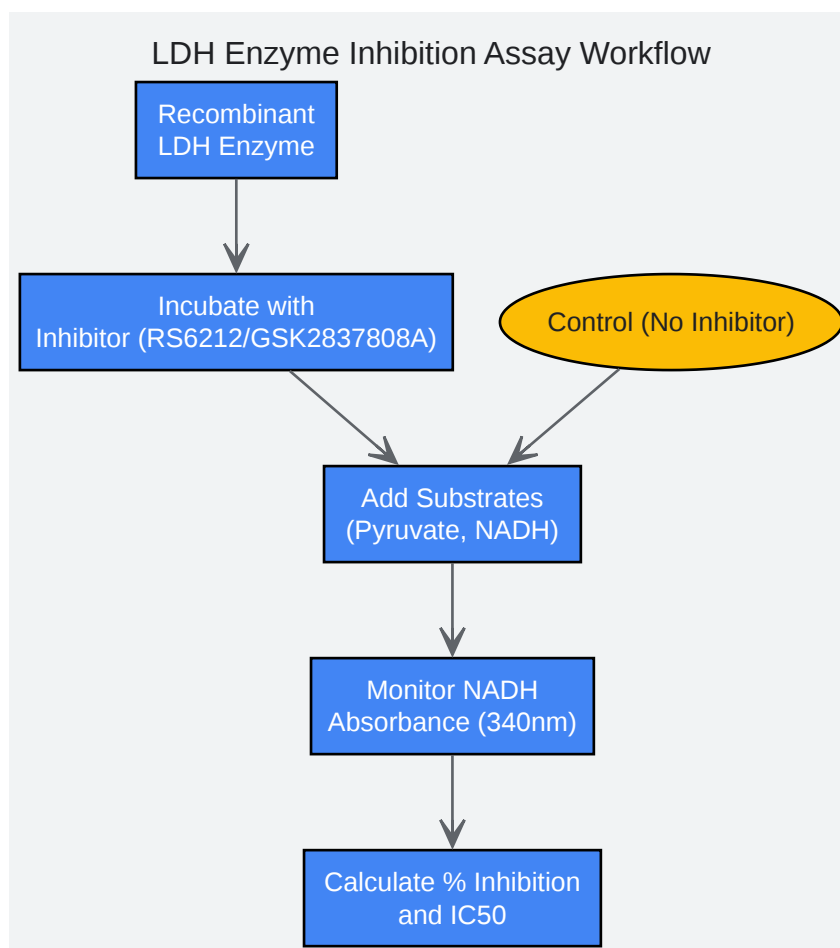 LDH Enzyme Inhibition Assay Workflow
Recombinant
LDH Enzyme
Incubate with
Inhibitor (RS6212/GSK2837808A)
Control (No Inhibitor)
Add Substrates
(Pyruvate, NADH)
Monitor NADH
Absorbance (340nm)
Calculate % Inhibition
and IC50